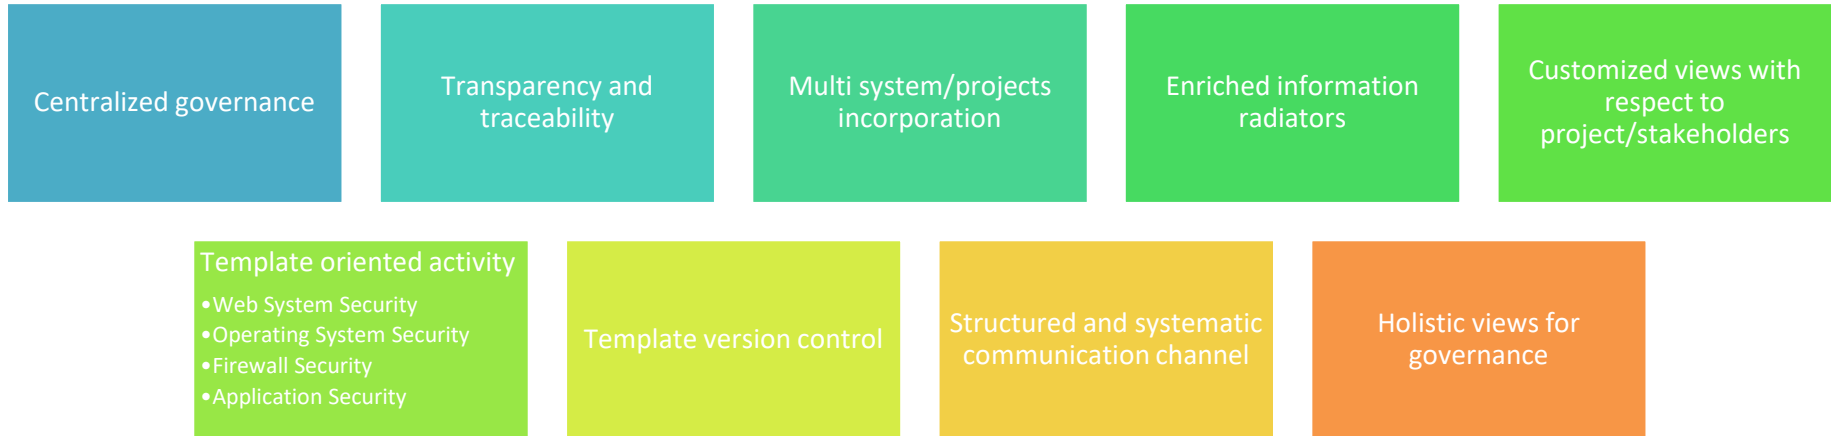 Centralized governance
Transparency and
traceability
Multi system/projects
incorporation
Enriched information
radiators
Customized views with
respect to
project/stakeholders
Template oriented activity
•Web System Security
•Operating System Security
•Firewall Security
•Application Security
Template version control
Structured and systematic
communication channel
Holistic views for
governance